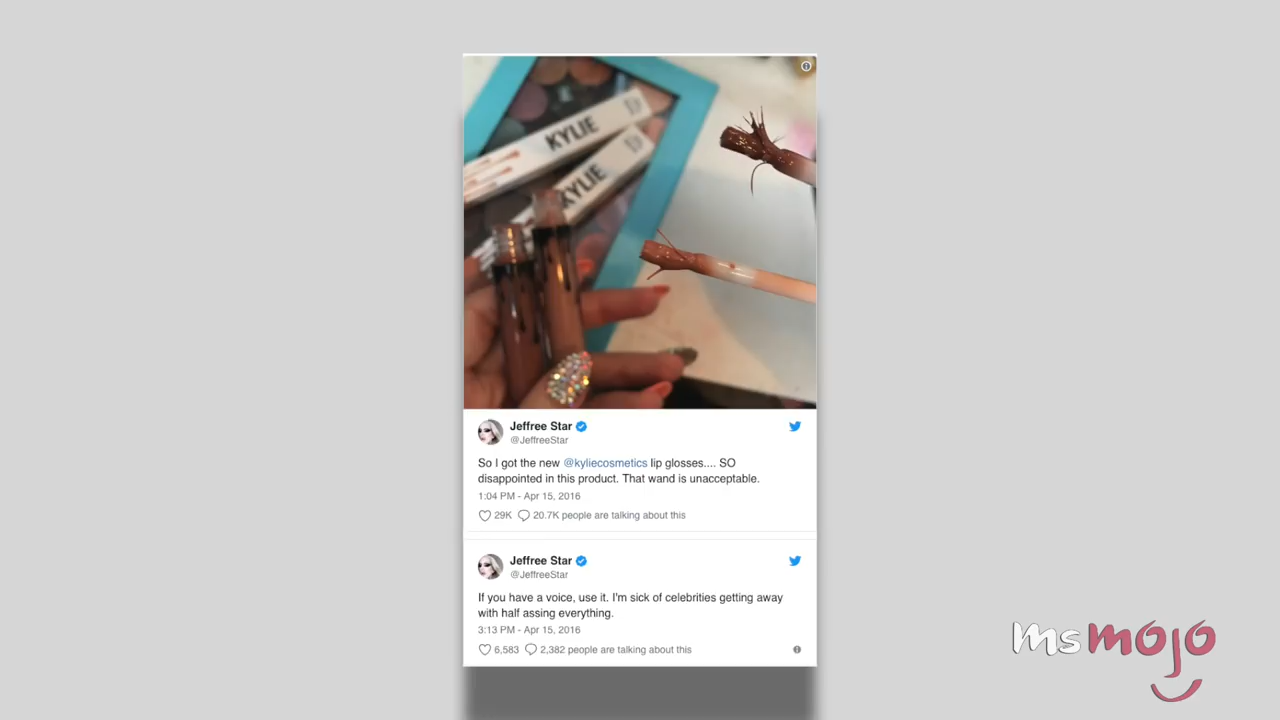 KYLIE
KYLIE
Jeffree Star
@JeffreeStar
So I got the new @kyliecosmetics lip glosses.... SO
disappointed in this product. That wand is unacceptable.
1:04 PM - Apr 15, 2016
29K 20.7K people are talking about this
Jeffree Star
@JeffreeStar
If you have a voice, use it. I'm sick of celebrities getting away
with half assing everything.
3:13 PM - Apr 15, 2016
6,583 2,382 people are talking about this
msmojo